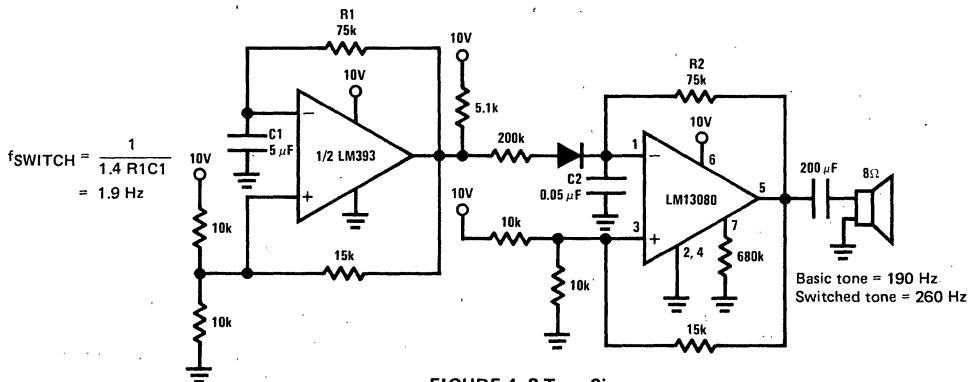 R1
75k
10V
10V
5.1k
C1
5 μF
1/2 LM393
fSWITCH = 1 / 1.4 R1C1
= 1.9 Hz
10V
10k
15k
10k
200k
R2
75k
10V
C2
0.05 μF
1
6
LM13080
5
200 μF
8Ω
10V
10k
3
7
2, 4
680k
10k
15k
Basic tone = 190 Hz
Switched tone = 260 Hz